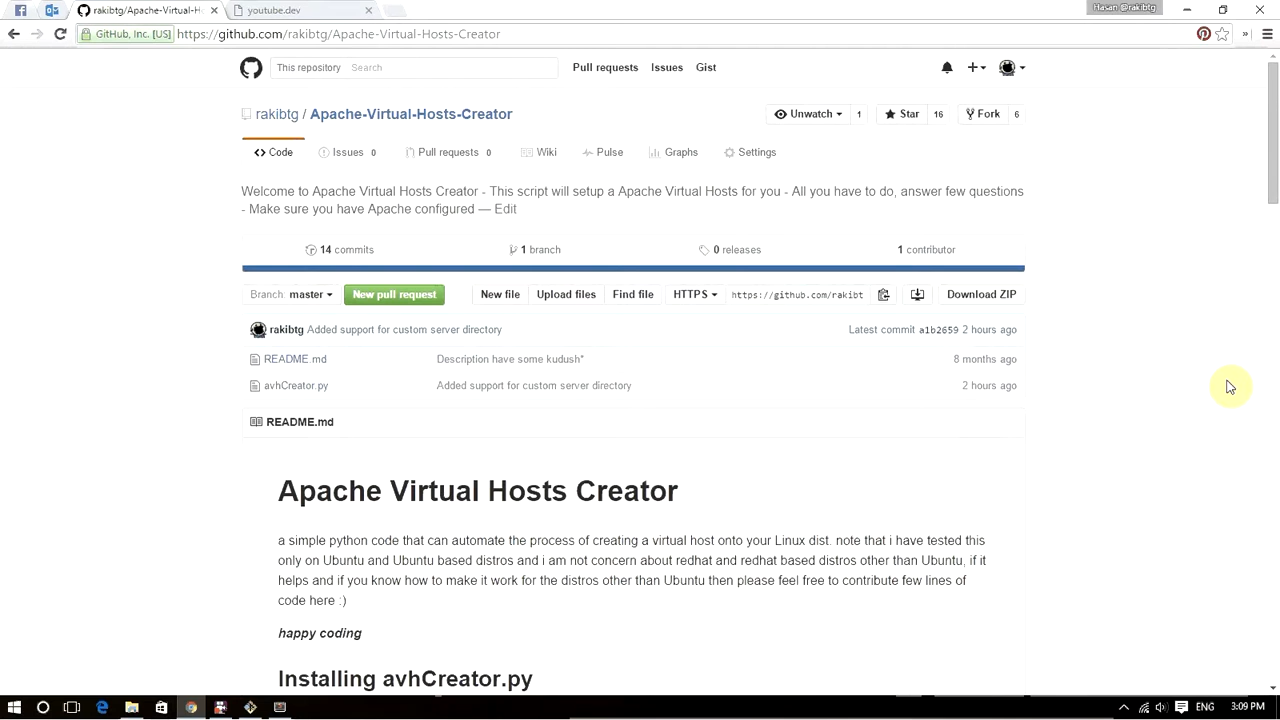 rakibtg/Apache-Virtual-H
youtube.dev
Hasan @rakibtg
GitHub, Inc. [US] https://github.com/rakibtg/Apache-Virtual-Hosts-Creator
This repository Search Pull requests Issues Gist
rakibtg / Apache-Virtual-Hosts-Creator Unwatch 1 Star 16 Fork 6
Code Issues 0 Pull requests 0 Wiki Pulse Graphs Settings
Welcome to Apache Virtual Hosts Creator - This script will setup a Apache Virtual Hosts for you - All you have to do, answer few questions
- Make sure you have Apache configured — Edit
14 commits 1 branch 0 releases 1 contributor
Branch: master New pull request New file Upload files Find file HTTPS https://github.com/rakibt Download ZIP
rakibtg Added support for custom server directory Latest commit a1b2659 2 hours ago
README.md Description have some kudush* 8 months ago
avhCreator.py Added support for custom server directory 2 hours ago
README.md
Apache Virtual Hosts Creator
a simple python code that can automate the process of creating a virtual host onto your Linux dist. note that i have tested this
only on Ubuntu and Ubuntu based distros and i am not concern about redhat and redhat based distros other than Ubuntu, if it
helps and if you know how to make it work for the distros other than Ubuntu then please feel free to contribute few lines of
code here :)
happy coding
Installing avhCreator.py
ENG 3:09 PM